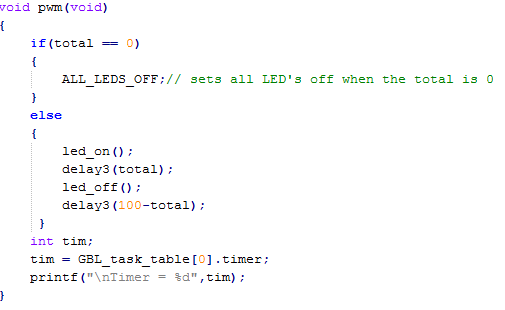 void pwm(void)
{
if(total == 0)
{
ALL_LEDS_OFF;// sets all LED's off when the total is 0
}
else
{
led_on();
delay3(total);
led_off();
delay3(100-total);
}
int tim;
tim = GBL_task_table[0].timer;
printf("\nTimer = %d",tim);
}